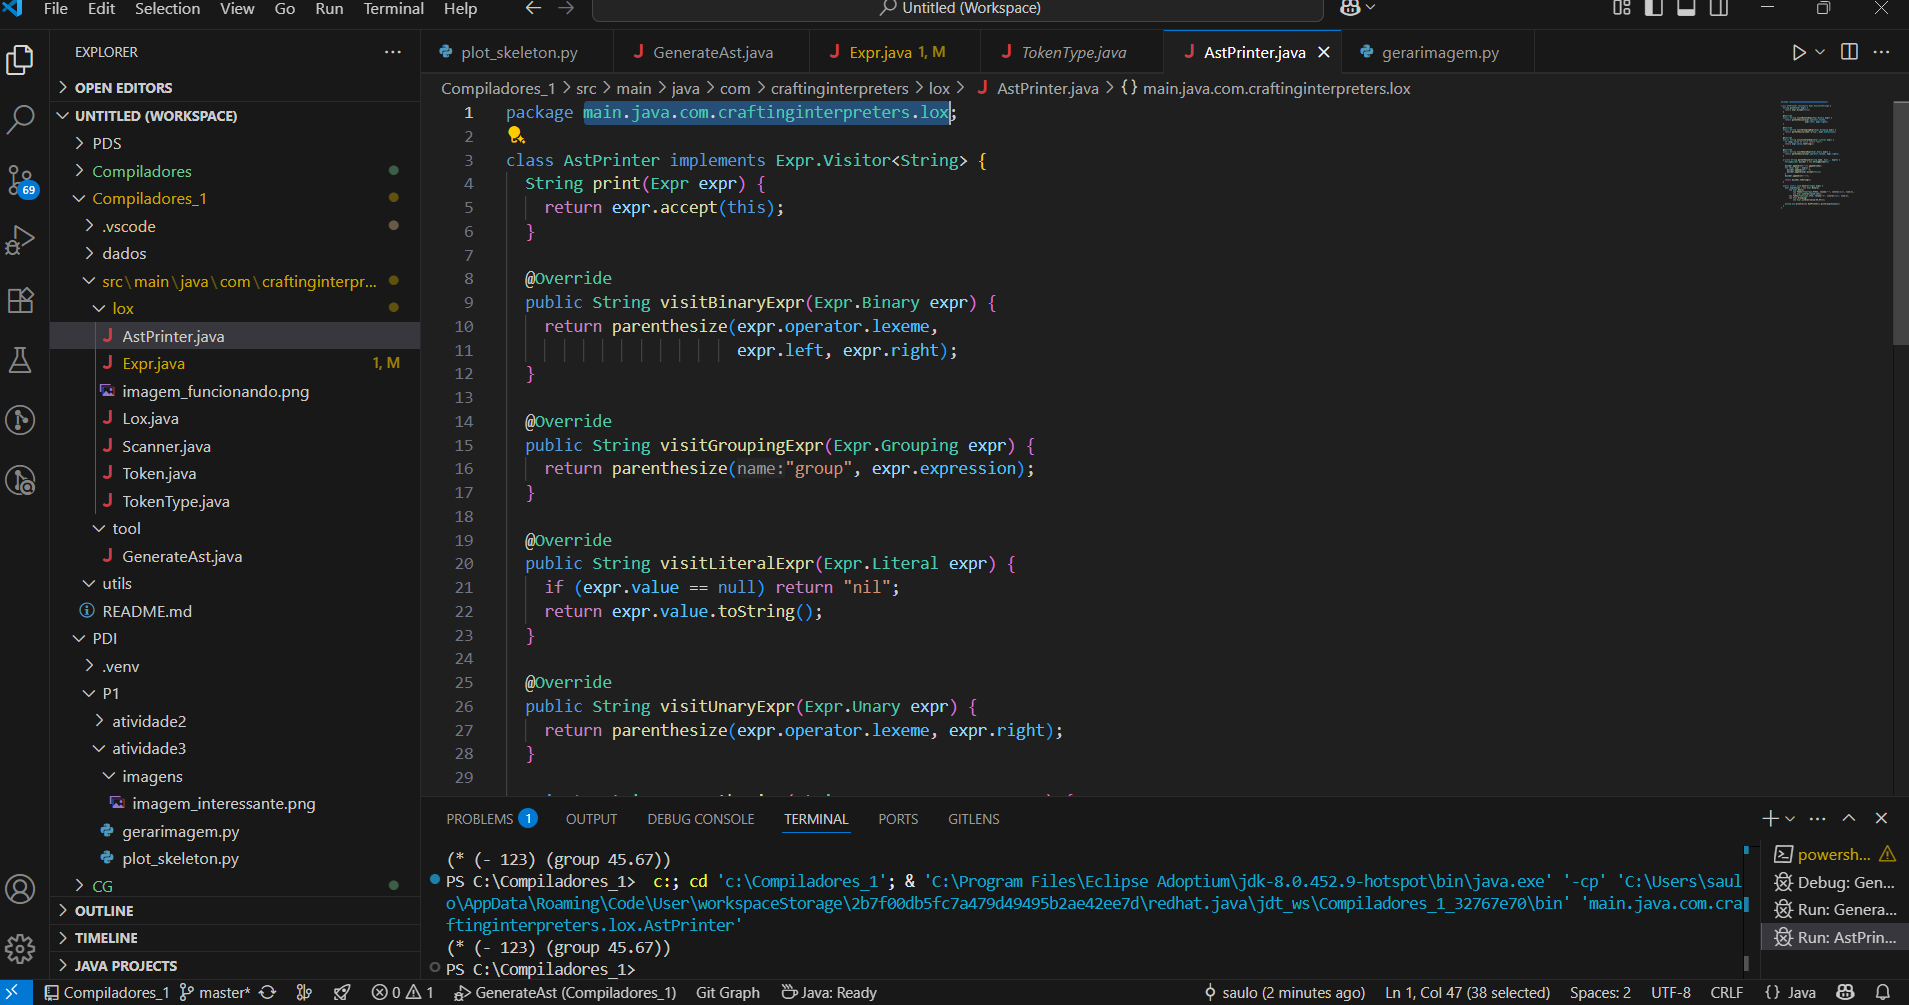 File Edit Selection View Go Run Terminal Help
Untitled (Workspace)
EXPLORER
OPEN EDITORS
UNTITLED (WORKSPACE)
PDS
Compiladores
Compiladores_1
.vscode
dados
src\main\java\com\craftinginterpr...
lox
AstPrinter.java
Expr.java 1, M
imagem_funcionando.png
Lox.java
Scanner.java
Token.java
TokenType.java
tool
GenerateAst.java
utils
README.md
PDI
.venv
P1
atividade2
atividade3
imagens
imagem_interessante.png
gerarimagem.py
plot_skeleton.py
CG
OUTLINE
TIMELINE
JAVA PROJECTS
69
plot_skeleton.py GenerateAst.java Expr.java 1, M TokenType.java AstPrinter.java gerarimagem.py
Compiladores_1 > src > main > java > com > craftinginterpreters > lox > AstPrinter.java > {} main.java.com.craftinginterpreters.lox
1 package main.java.com.craftinginterpreters.lox;
2
3 class AstPrinter implements Expr.Visitor<String> {
4 String print(Expr expr) {
5 return expr.accept(this);
6 }
7
8 @Override
9 public String visitBinaryExpr(Expr.Binary expr) {
10 return parenthesize(expr.operator.lexeme,
11 expr.left, expr.right);
12 }
13
14 @Override
15 public String visitGroupingExpr(Expr.Grouping expr) {
16 return parenthesize(name:"group", expr.expression);
17 }
18
19 @Override
20 public String visitLiteralExpr(Expr.Literal expr) {
21 if (expr.value == null) return "nil";
22 return expr.value.toString();
23 }
24
25 @Override
26 public String visitUnaryExpr(Expr.Unary expr) {
27 return parenthesize(expr.operator.lexeme, expr.right);
28 }
29
PROBLEMS 1 OUTPUT DEBUG CONSOLE TERMINAL PORTS GITLENS
(* (- 123) (group 45.67))
PS C:\Compiladores_1> c:; cd 'c:\Compiladores_1'; & 'C:\Program Files\Eclipse Adoptium\jdk-8.0.452.9-hotspot\bin\java.exe' '-cp' 'C:\Users\saul
o\AppData\Roaming\Code\User\workspaceStorage\2b7f00db5fc7a479d49495b2ae42ee7d\redhat.java\jdt_ws\Compiladores_1_32767e70\bin' 'main.java.com.cra
ftinginterpreters.lox.AstPrinter'
(* (- 123) (group 45.67))
PS C:\Compiladores_1>
powersh...
Debug: Gen...
Run: Genera...
Run: AstPrin...
Compiladores_1 master* 0 1 GenerateAst (Compiladores_1) Git Graph Java: Ready saulo (2 minutes ago) Ln 1, Col 47 (38 selected) Spaces: 2 UTF-8 CRLF {} Java